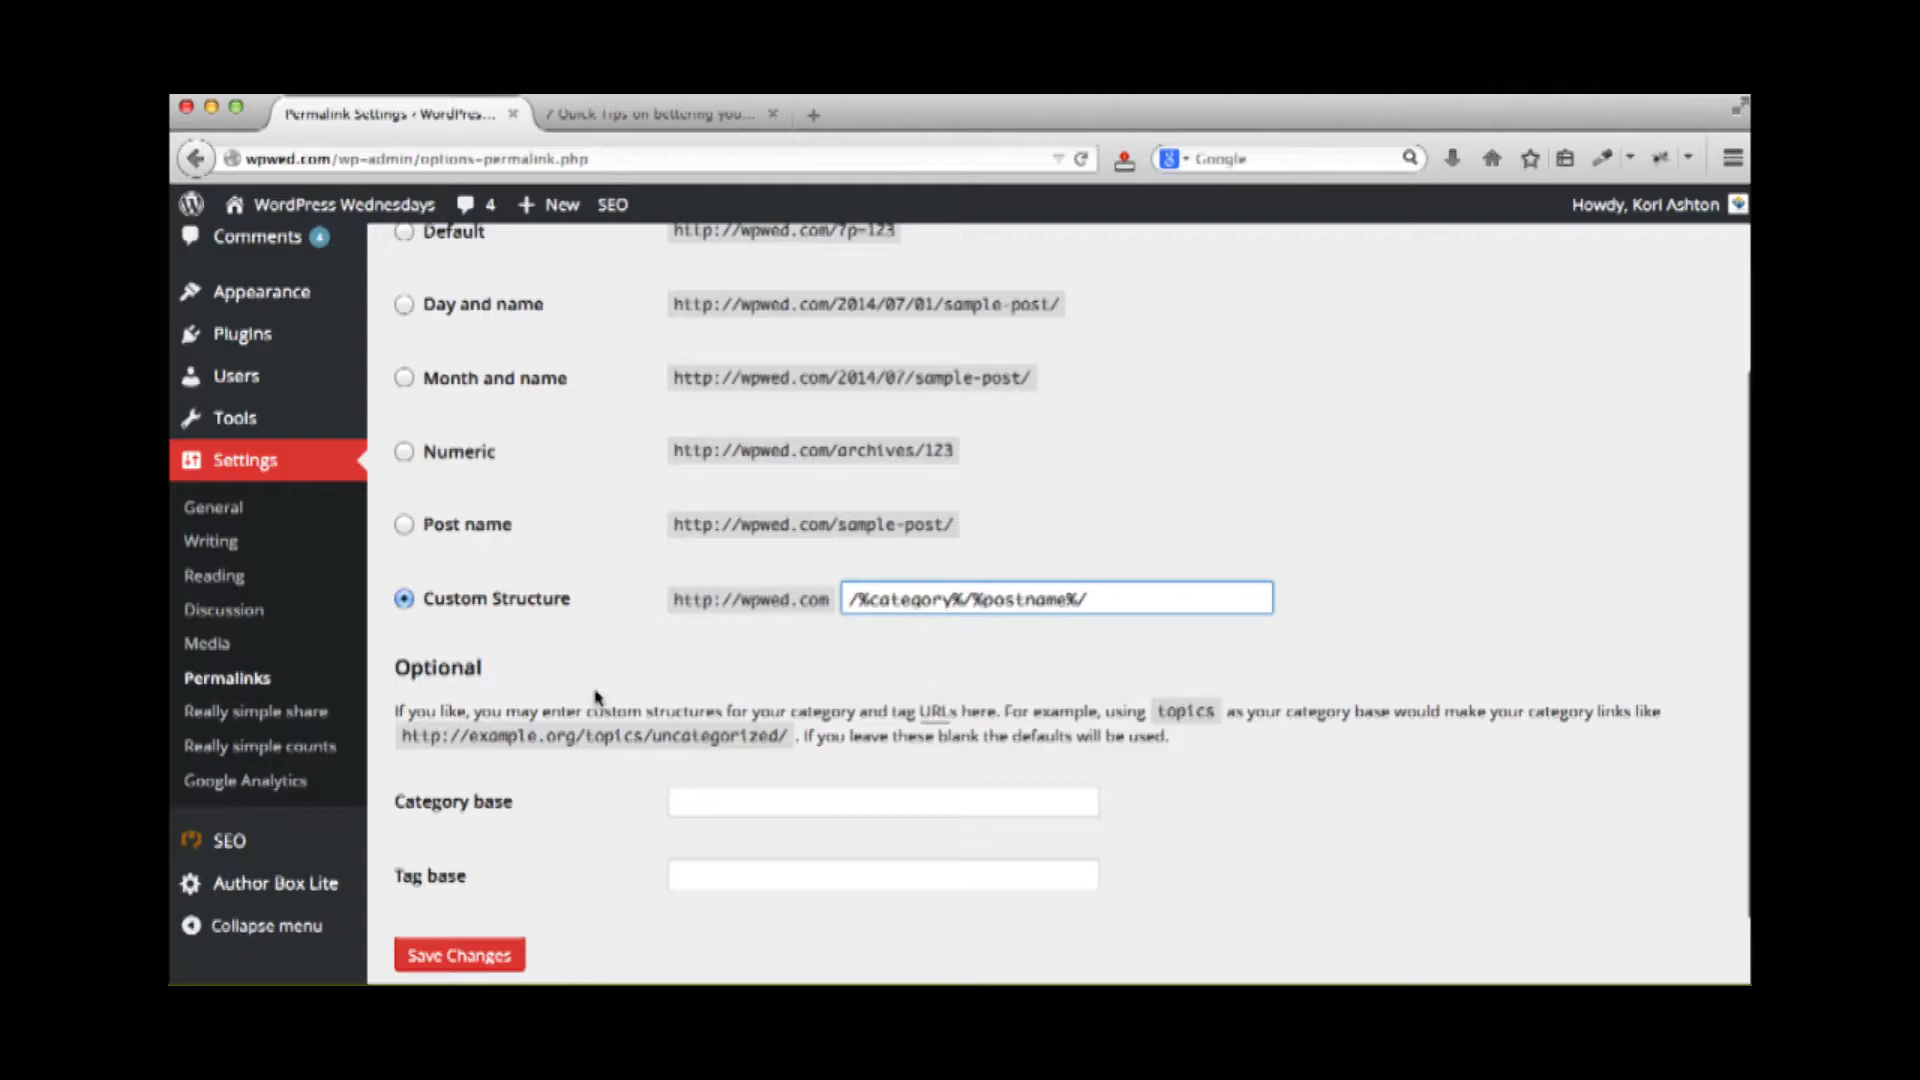 Permalink Settings ‹ WordPres...
7 Quick Tips on bettering you...
wpwed.com/wp-admin/options-permalink.php
Google
WordPress Wednesdays
4
New
SEO
Howdy, Kori Ashton
Comments 4
Appearance
Plugins
Users
Tools
Settings
General
Writing
Reading
Discussion
Media
Permalinks
Really simple share
Really simple counts
Google Analytics
SEO
Author Box Lite
Collapse menu
Default http://wpwed.com/?p=123
Day and name http://wpwed.com/2014/07/01/sample-post/
Month and name http://wpwed.com/2014/07/sample-post/
Numeric http://wpwed.com/archives/123
Post name http://wpwed.com/sample-post/
Custom Structure http://wpwed.com /%category%/%postname%/
Optional
If you like, you may enter custom structures for your category and tag URLs here. For example, using topics as your category base would make your category links like
http://example.org/topics/uncategorized/ . If you leave these blank the defaults will be used.
Category base
Tag base
Save Changes